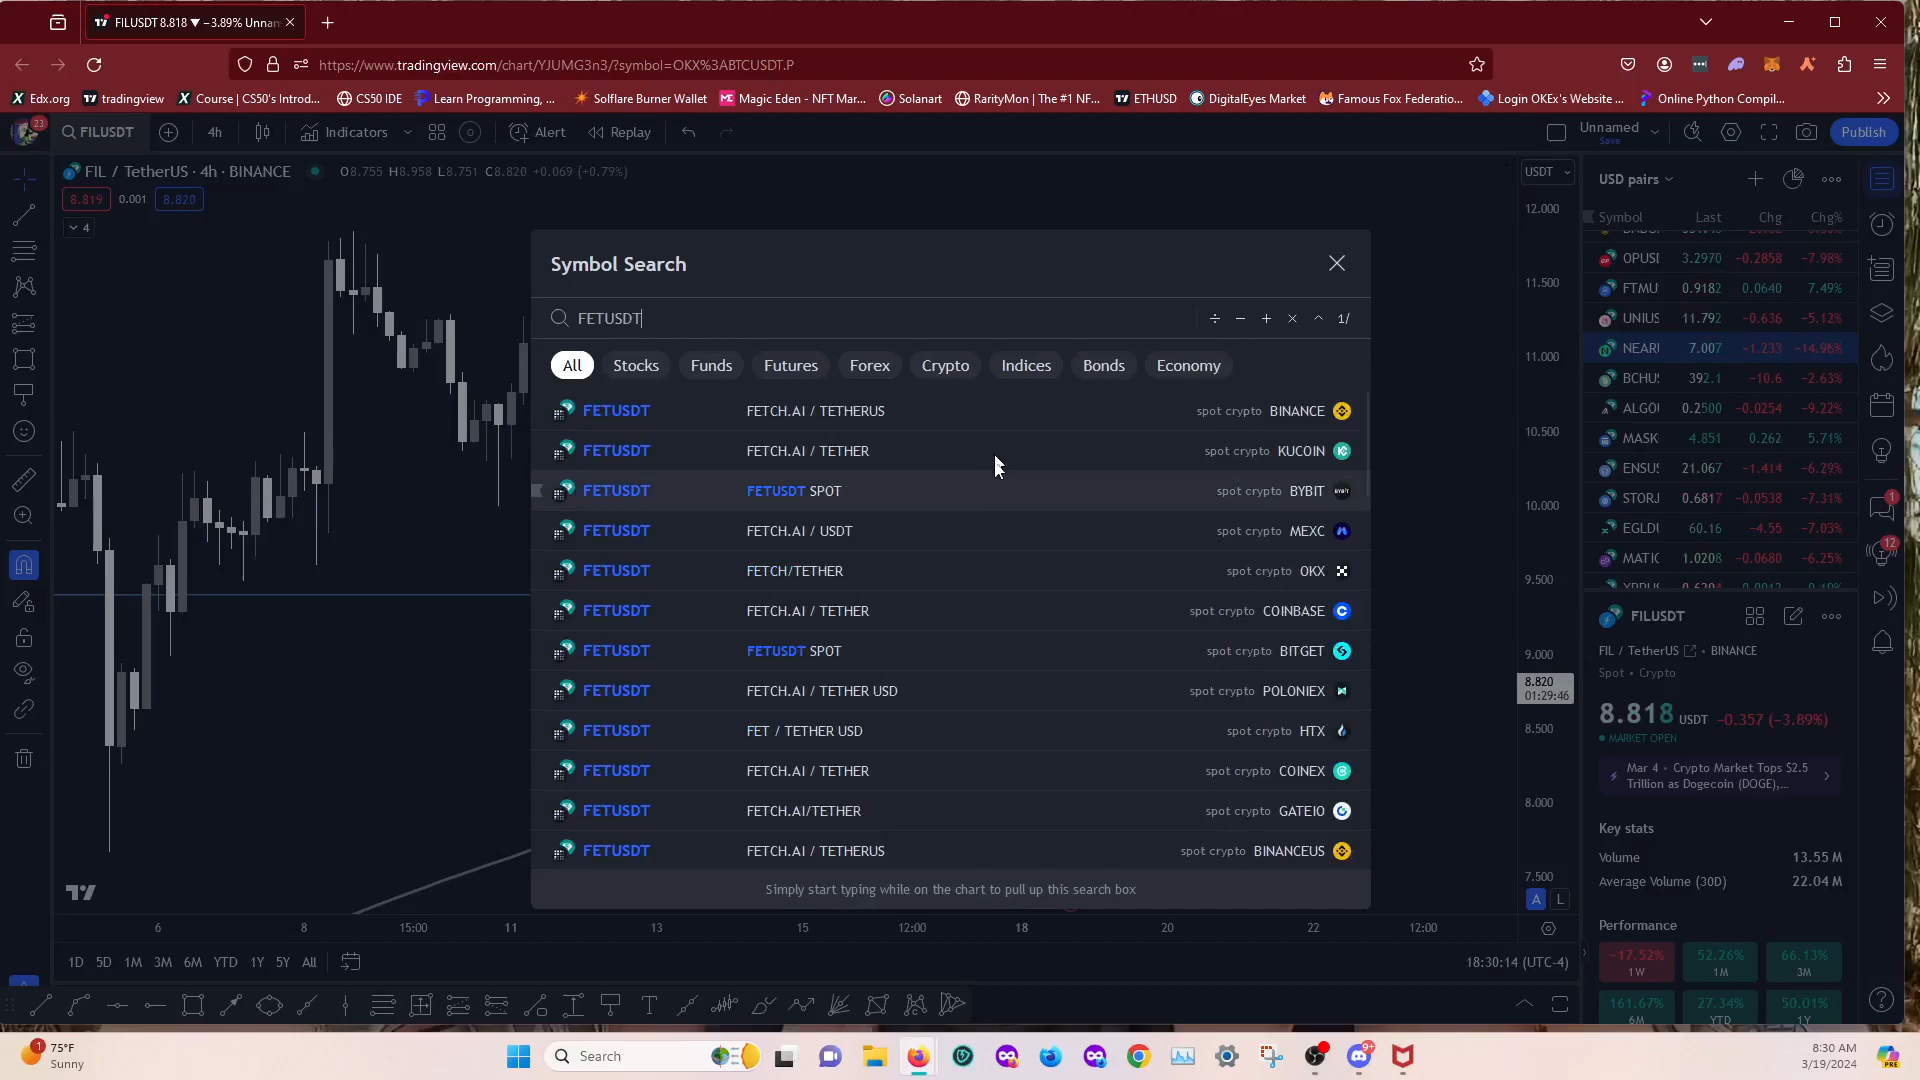 FILUSDT 8.818 ▼ −3.89% Unnan
https://www.tradingview.com/chart/YJUMG3n3/?symbol=OKX%3ABTCUSDT.P
Edx.org
tradingview
Course | CS50's Introd...
CS50 IDE
Learn Programming, ...
Solflare Burner Wallet
Magic Eden - NFT Mar...
Solanart
RarityMon | The #1 NF...
ETHUSD
DigitalEyes Market
Famous Fox Federatio...
Login OKEx's Website ...
Online Python Compil...
23
FILUSDT
4h
Indicators
Alert
Replay
Unnamed
Save
Publish
FIL / TetherUS · 4h · BINANCE
O8.755 H8.958 L8.751 C8.820 +0.069 (+0.79%)
8.819 0.001 8.820
4
USDT
12.000
11.500
11.000
10.500
10.000
9.500
9.000
8.820
01:29:46
8.500
8.000
7.500
A L
Symbol Search
FETUSDT
÷ − + × ^ 1/
All Stocks Funds Futures Forex Crypto Indices Bonds Economy
FETUSDT FETCH.AI / TETHERUS spot crypto BINANCE
FETUSDT FETCH.AI / TETHER spot crypto KUCOIN
FETUSDT FETUSDT SPOT spot crypto BYBIT
FETUSDT FETCH.AI / USDT spot crypto MEXC
FETUSDT FETCH/TETHER spot crypto OKX
FETUSDT FETCH.AI / TETHER spot crypto COINBASE
FETUSDT FETUSDT SPOT spot crypto BITGET
FETUSDT FETCH.AI / TETHER USD spot crypto POLONIEX
FETUSDT FET / TETHER USD spot crypto HTX
FETUSDT FETCH.AI / TETHER spot crypto COINEX
FETUSDT FETCH.AI/TETHER spot crypto GATEIO
FETUSDT FETCH.AI / TETHERUS spot crypto BINANCEUS
Simply start typing while on the chart to pull up this search box
6 8 15:00 11 13 15 12:00 18 20 22 12:00
1D 5D 1M 3M 6M YTD 1Y 5Y All
18:30:14 (UTC-4)
USD pairs
Symbol Last Chg Chg%
OPUSI 3.2970 −0.2858 −7.98%
FTMU 0.9182 0.0640 7.49%
UNIUS 11.792 −0.636 −5.12%
NEARU 7.007 −1.233 −14.96%
BCHUS 392.1 −10.6 −2.63%
ALGOU 0.2500 −0.0254 −9.22%
MASK 4.851 0.262 5.71%
ENSUS 21.067 −1.414 −6.29%
STORJ 0.6817 −0.0538 −7.31%
EGLDU 60.16 −4.55 −7.03%
MATIC 1.0208 −0.0680 −6.25%
FILUSDT
FIL / TetherUS • BINANCE
Spot • Crypto
8.818 USDT −0.357 (−3.89%)
MARKET OPEN
Mar 4 • Crypto Market Tops $2.5
Trillion as Dogecoin (DOGE),...
Key stats
Volume 13.55 M
Average Volume (30D) 22.04 M
Performance
−17.52% 52.26% 66.13%
1W 1M 3M
161.67% 27.34% 50.01%
6M YTD 1Y
1
12
1
75°F
Sunny
Search
9+
8:30 AM
3/19/2024